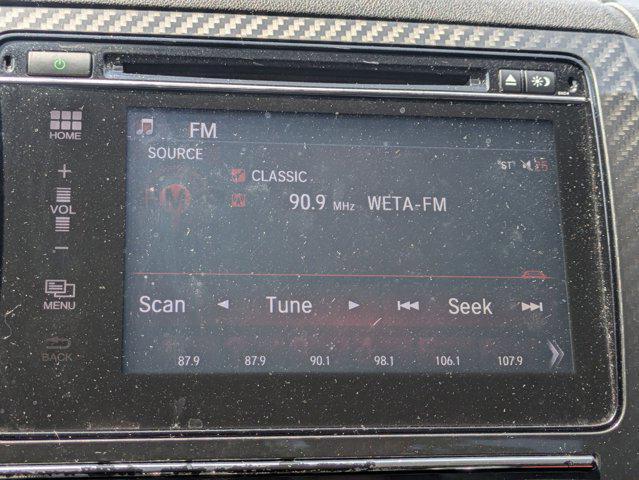 FM
SOURCE
ST 25
CLASSIC
90.9 MHz WETA-FM
Scan Tune Seek
87.9 87.9 90.1 98.1 106.1 107.9
HOME
+
VOL
−
MENU
BACK